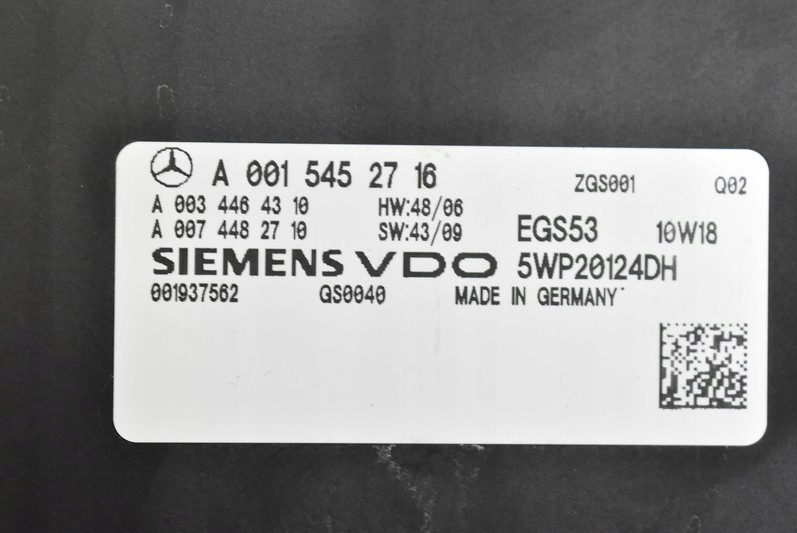 A 001 545 27 16 ZGS001 Q02
A 003 446 43 10 HW:48/06
A 007 448 27 10 SW:43/09 EGS53 10W18
SIEMENS VDO 5WP20124DH
001937562 GS0040 MADE IN GERMANY